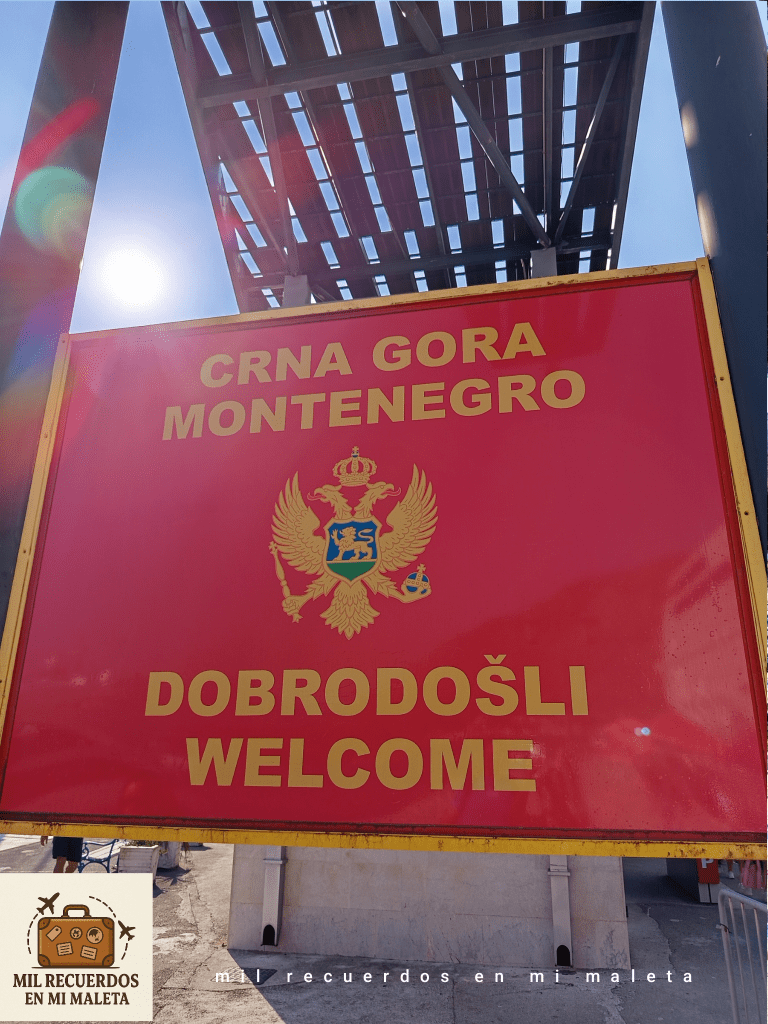 CRNA GORA
MONTENEGRO
DOBRODOŠLI
WELCOME
MIL RECUERDOS
EN MI MALETA
mil recuerdos en mi maleta